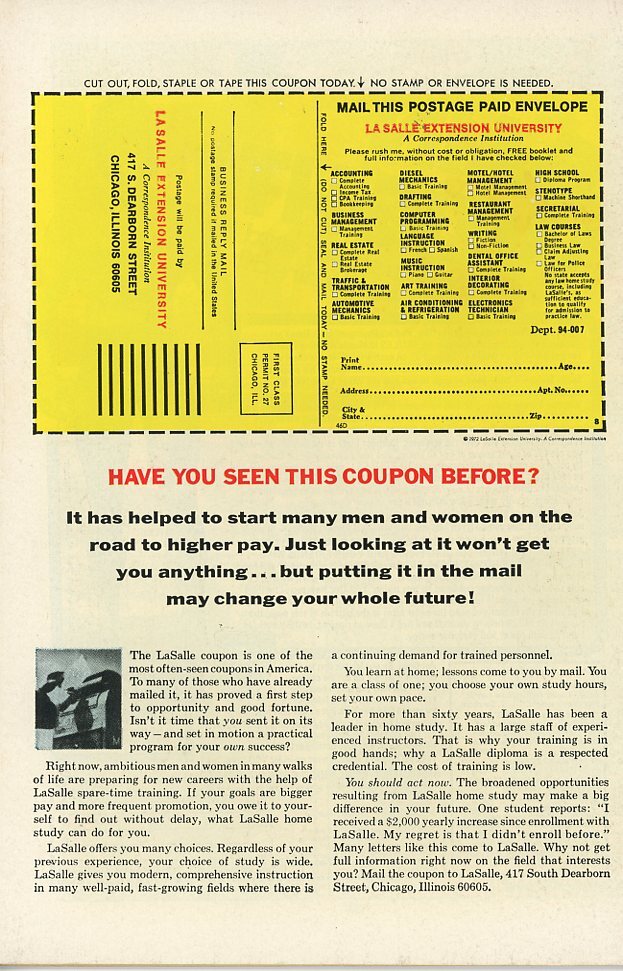 CUT OUT, FOLD, STAPLE OR TAPE THIS COUPON TODAY. ↓ NO STAMP OR ENVELOPE IS NEEDED.
Postage will be paid by
LA SALLE EXTENSION UNIVERSITY
A Correspondence Institution
417 S. DEARBORN STREET
CHICAGO, ILLINOIS 60605
BUSINESS REPLY MAIL
No postage stamp required if mailed in the United States
FIRST CLASS
PERMIT NO. 27
CHICAGO, ILL.
FOLD HERE → (DO NOT CUT) SEAL AND MAIL TODAY — NO STAMP NEEDED.
MAIL THIS POSTAGE PAID ENVELOPE
LA SALLE EXTENSION UNIVERSITY
A Correspondence Institution
Please rush me, without cost or obligation, FREE booklet and
full information on the field I have checked below:
ACCOUNTING
☐ Complete
Accounting
☐ Income Tax
☐ CPA Training
☐ Bookkeeping
BUSINESS
MANAGEMENT
☐ Management
Training
REAL ESTATE
☐ Complete Real
Estate
☐ Real Estate
Brokerage
TRAFFIC &
TRANSPORTATION
☐ Complete Training
AUTOMOTIVE
MECHANICS
☐ Basic Training
DIESEL
MECHANICS
☐ Basic Training
DRAFTING
☐ Complete Training
COMPUTER
PROGRAMMING
☐ Basic Training
LANGUAGE
INSTRUCTION
☐ French ☐ Spanish
MUSIC
INSTRUCTION
☐ Piano ☐ Guitar
ART TRAINING
☐ Complete Training
AIR CONDITIONING
& REFRIGERATION
☐ Basic Training
MOTEL/HOTEL
MANAGEMENT
☐ Motel Management
☐ Hotel Management
RESTAURANT
MANAGEMENT
☐ Management
Training
WRITING
☐ Fiction
☐ Non-Fiction
DENTAL OFFICE
ASSISTANT
☐ Complete Training
INTERIOR
DECORATING
☐ Complete Training
ELECTRONICS
TECHNICIAN
☐ Basic Training
HIGH SCHOOL
☐ Diploma Program
STENOTYPE
☐ Machine Shorthand
SECRETARIAL
☐ Complete Training
LAW COURSES
☐ Bachelor of Laws
Degree
☐ Business Law
☐ Claim Adjusting
Law
☐ Law for Police
Officers
No state accepts
any law home study
course, including
LaSalle's, as
sufficient educa-
tion to qualify
for admission to
practice law.
Dept. 94-007
Print
Name.......... Age....
Address.......... Apt. No......
City &
State.......... Zip..........
46D
8
© 1972 LaSalle Extension University. A Correspondence Institution
HAVE YOU SEEN THIS COUPON BEFORE?
It has helped to start many men and women on the
road to higher pay. Just looking at it won't get
you anything...but putting it in the mail
may change your whole future!
The LaSalle coupon is one of the
most often-seen coupons in America.
To many of those who have already
mailed it, it has proved a first step
to opportunity and good fortune.
Isn't it time that you sent it on its
way—and set in motion a practical
program for your own success?
Right now, ambitious men and women in many walks
of life are preparing for new careers with the help of
LaSalle spare-time training. If your goals are bigger
pay and more frequent promotion, you owe it to your-
self to find out without delay, what LaSalle home
study can do for you.
LaSalle offers you many choices. Regardless of your
previous experience, your choice of study is wide.
LaSalle gives you modern, comprehensive instruction
in many well-paid, fast-growing fields where there is
a continuing demand for trained personnel.
You learn at home; lessons come to you by mail. You
are a class of one; you choose your own study hours,
set your own pace.
For more than sixty years, LaSalle has been a
leader in home study. It has a large staff of experi-
enced instructors. That is why your training is in
good hands; why a LaSalle diploma is a respected
credential. The cost of training is low.
You should act now. The broadened opportunities
resulting from LaSalle home study may make a big
difference in your future. One student reports: "I
received a $2,000 yearly increase since enrollment with
LaSalle. My regret is that I didn't enroll before."
Many letters like this come to LaSalle. Why not get
full information right now on the field that interests
you? Mail the coupon to LaSalle, 417 South Dearborn
Street, Chicago, Illinois 60605.